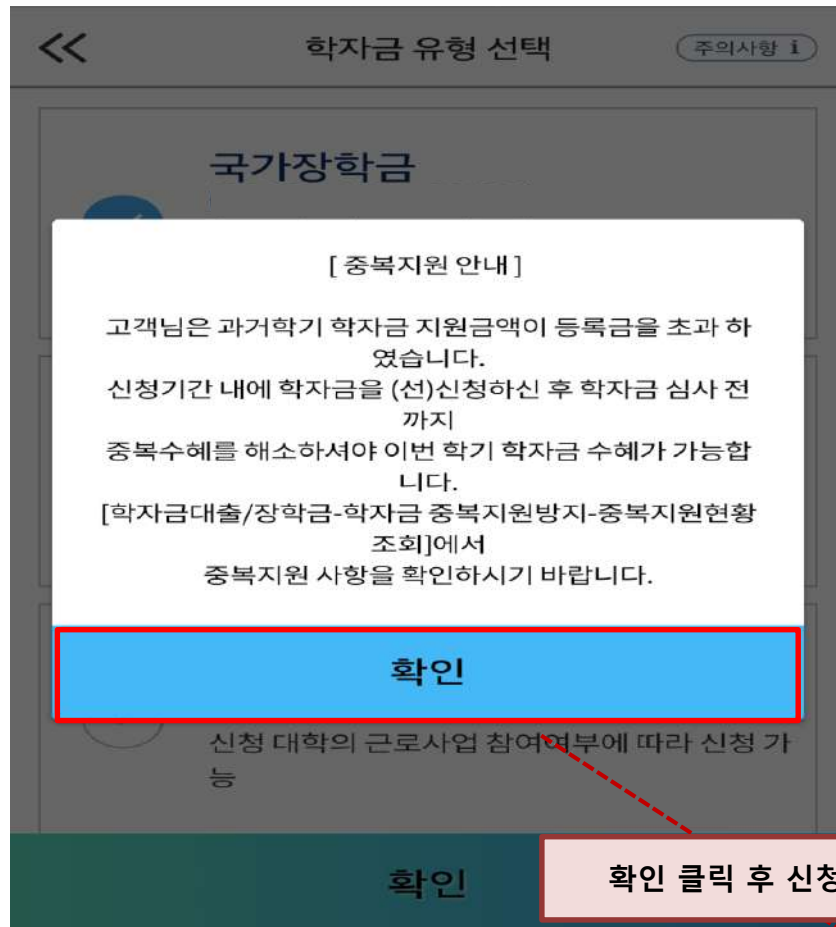 <<
학자금 유형 선택
주의사항 i
국가장학금
[ 중복지원 안내 ]
고객님은 과거학기 학자금 지원금액이 등록금을 초과 하
였습니다.
신청기간 내에 학자금을 (선)신청하신 후 학자금 심사 전
까지
중복수혜를 해소하셔야 이번 학기 학자금 수혜가 가능합
니다.
[학자금대출/장학금-학자금 중복지원방지-중복지원현황
조회]에서
중복지원 사항을 확인하시기 바랍니다.
확인
신청 대학의 근로사업 참여여부에 따라 신청 가
능
확인
확인 클릭 후 신청